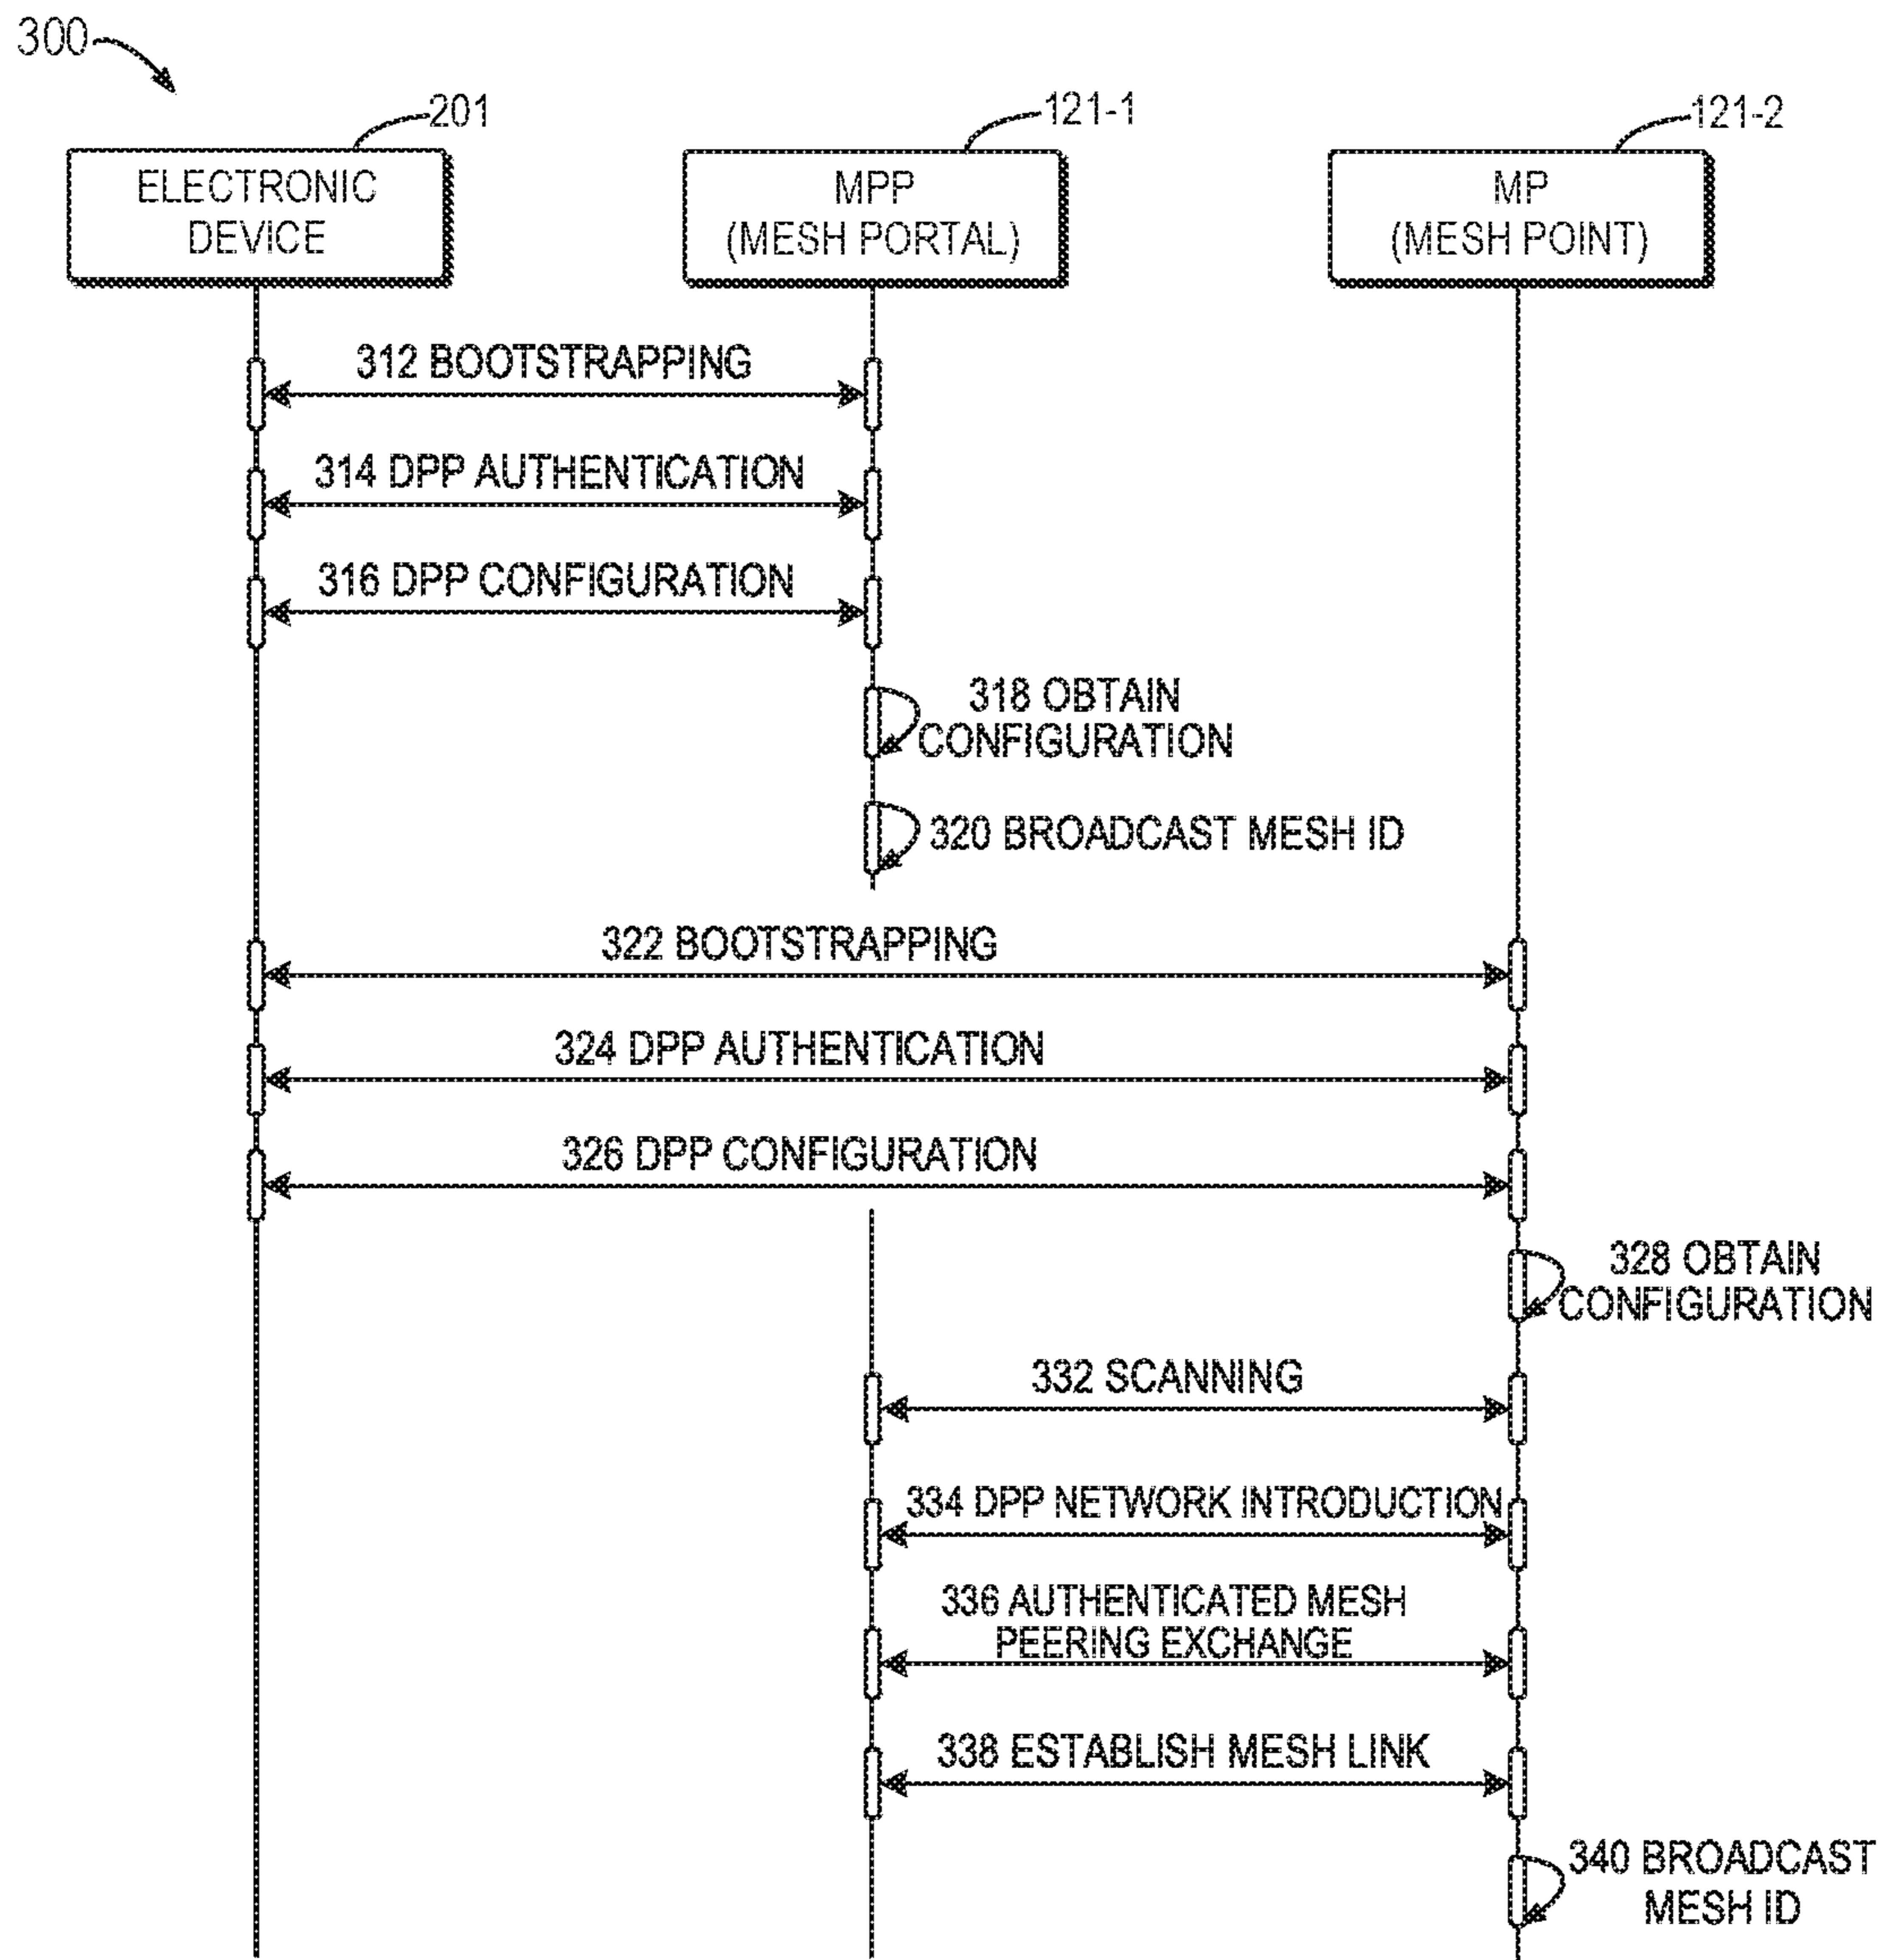 300
201
121-1
121-2
ELECTRONIC
DEVICE
MPP
(MESH PORTAL)
MP
(MESH POINT)
312 BOOTSTRAPPING
314 DPP AUTHENTICATION
316 DPP CONFIGURATION
318 OBTAIN
CONFIGURATION
320 BROADCAST MESH ID
322 BOOTSTRAPPING
324 DPP AUTHENTICATION
326 DPP CONFIGURATION
328 OBTAIN
CONFIGURATION
332 SCANNING
334 DPP NETWORK INTRODUCTION
336 AUTHENTICATED MESH
PEERING EXCHANGE
338 ESTABLISH MESH LINK
340 BROADCAST
MESH ID